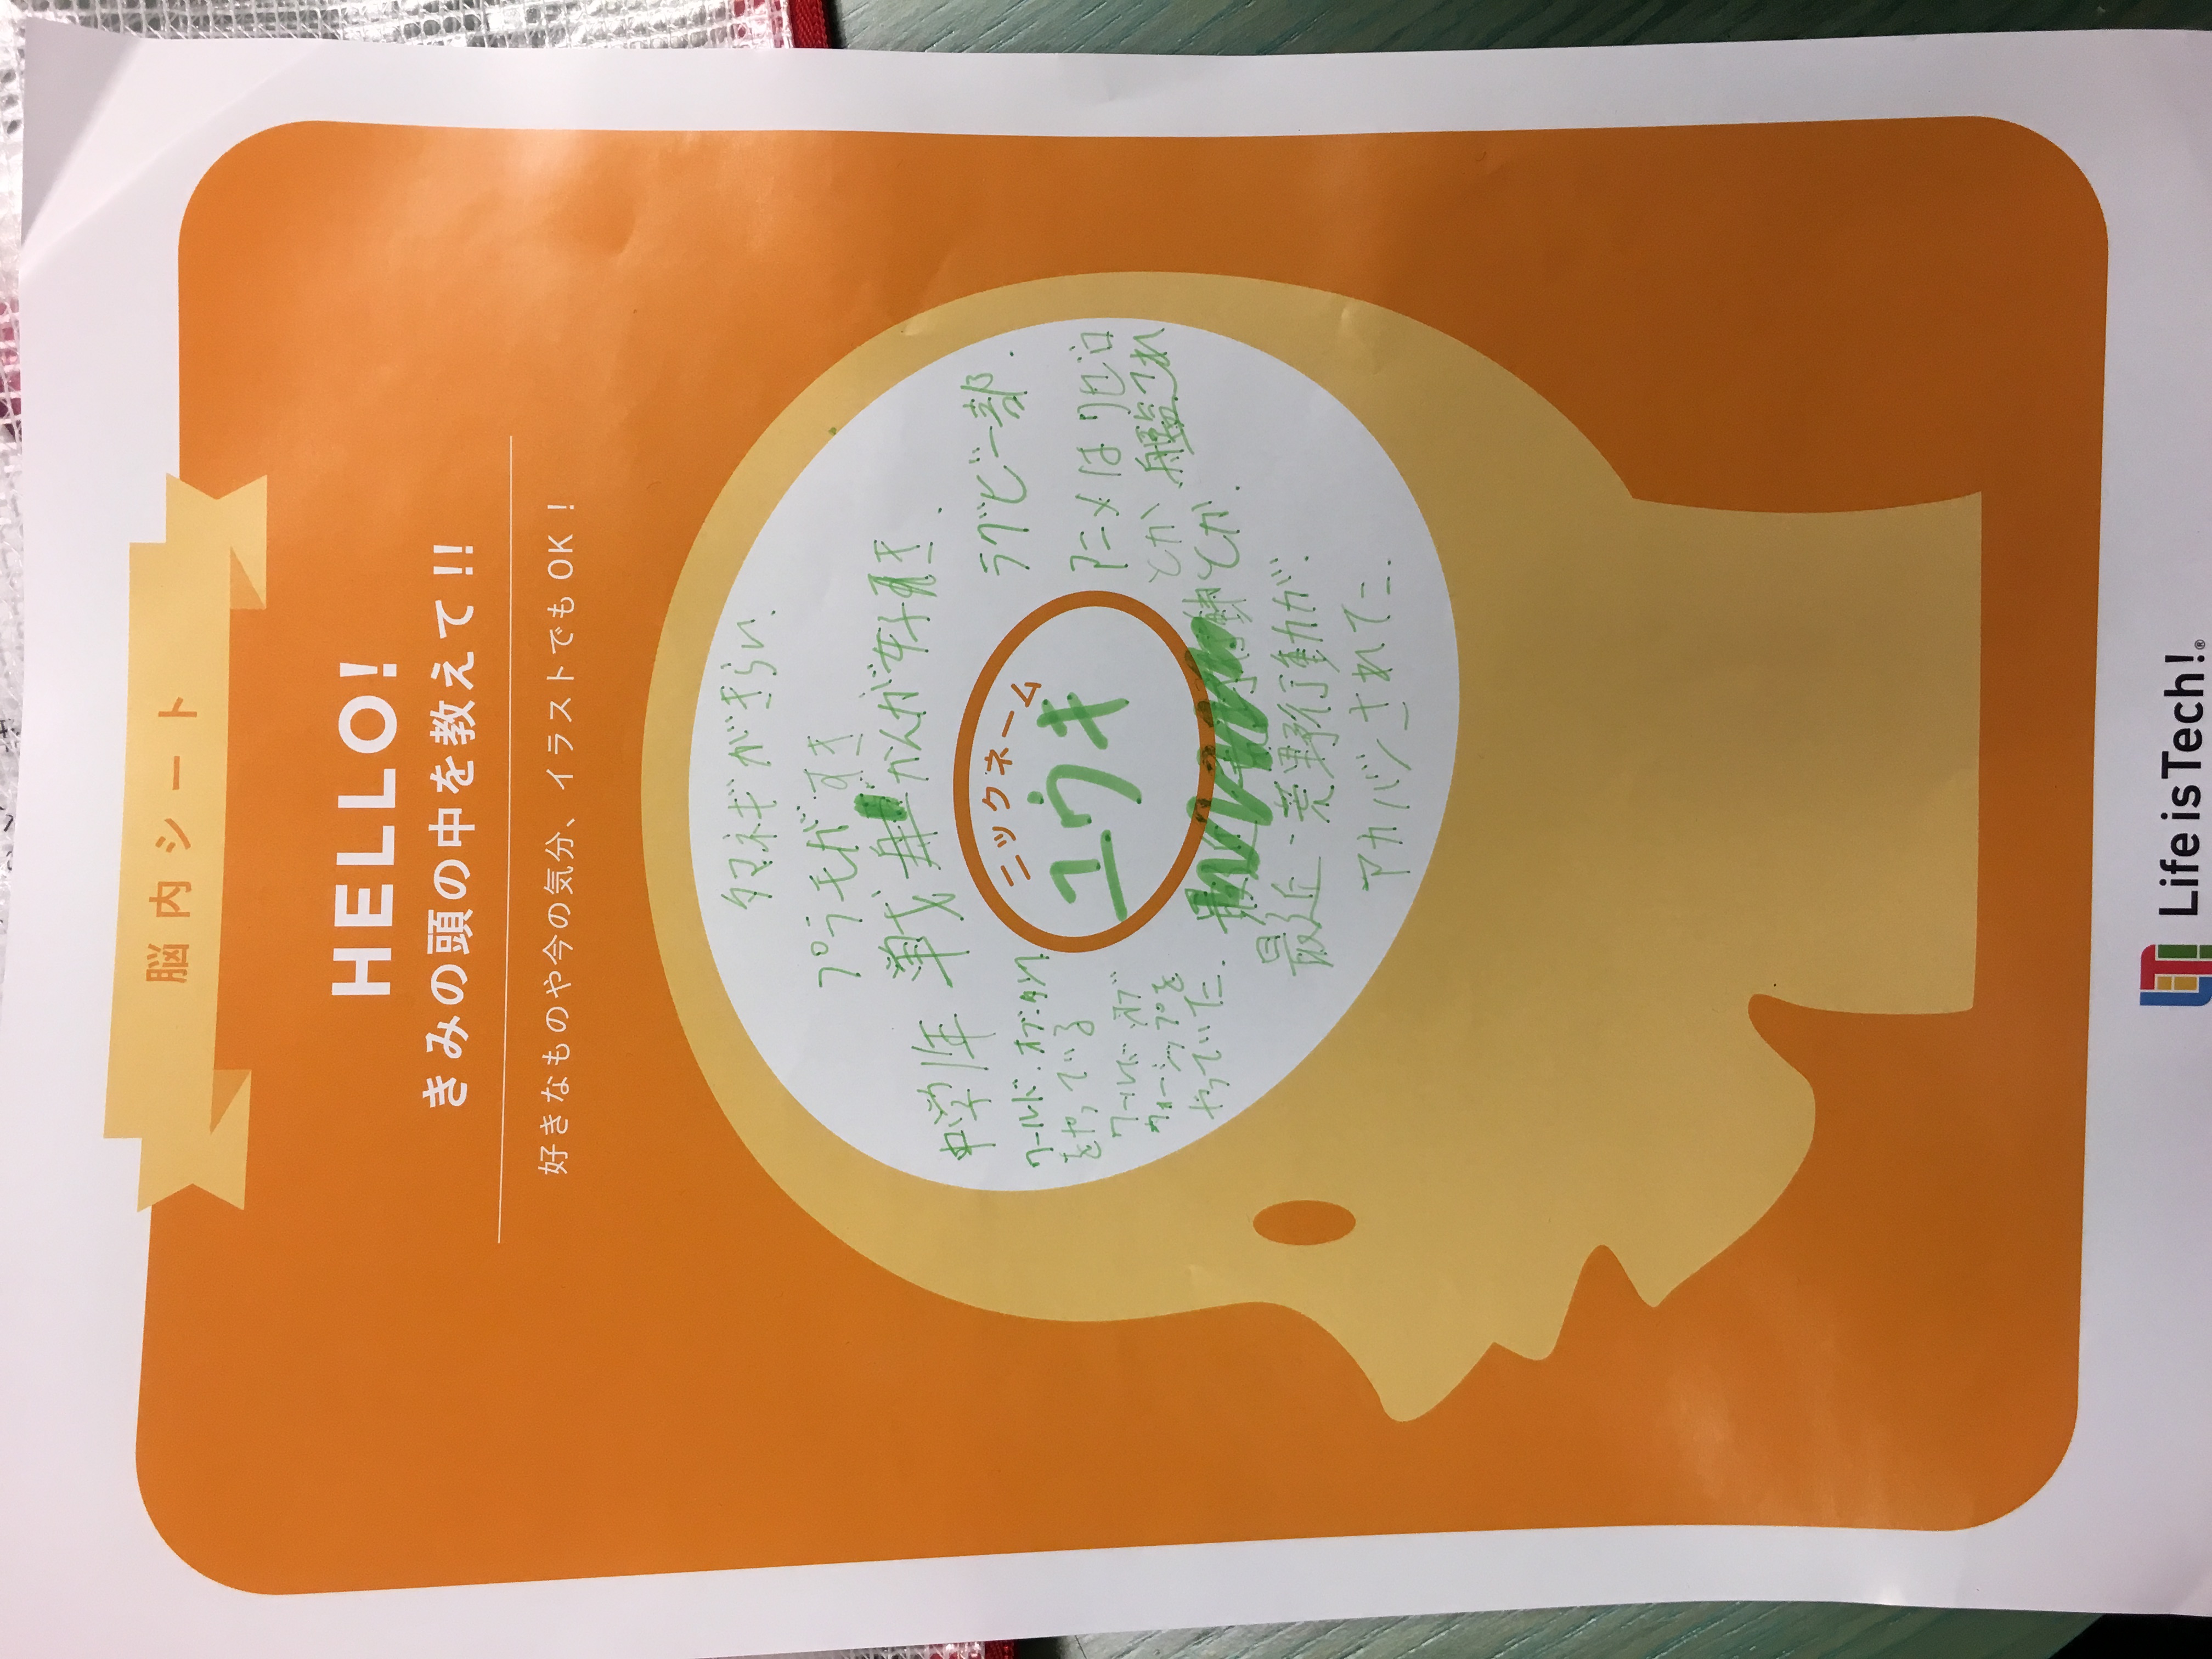 脳内シート
HELLO!
きみの頭の中を教えて!!
好きなものや今の気分、イラストでもOK!
タマネギがきらい
プラモがすき
戦かんが好き.
中学1年
ワールド.オブ.タンク
をやっている
ワールド オブ
ウォーシップを
やっていた.
ニックネーム
ユウキ
ラグビー部.
アニメはリゼロ
とか 艦これ
とか.
最近・荒野行動が.
アカバンされてた.
Life is Tech!®